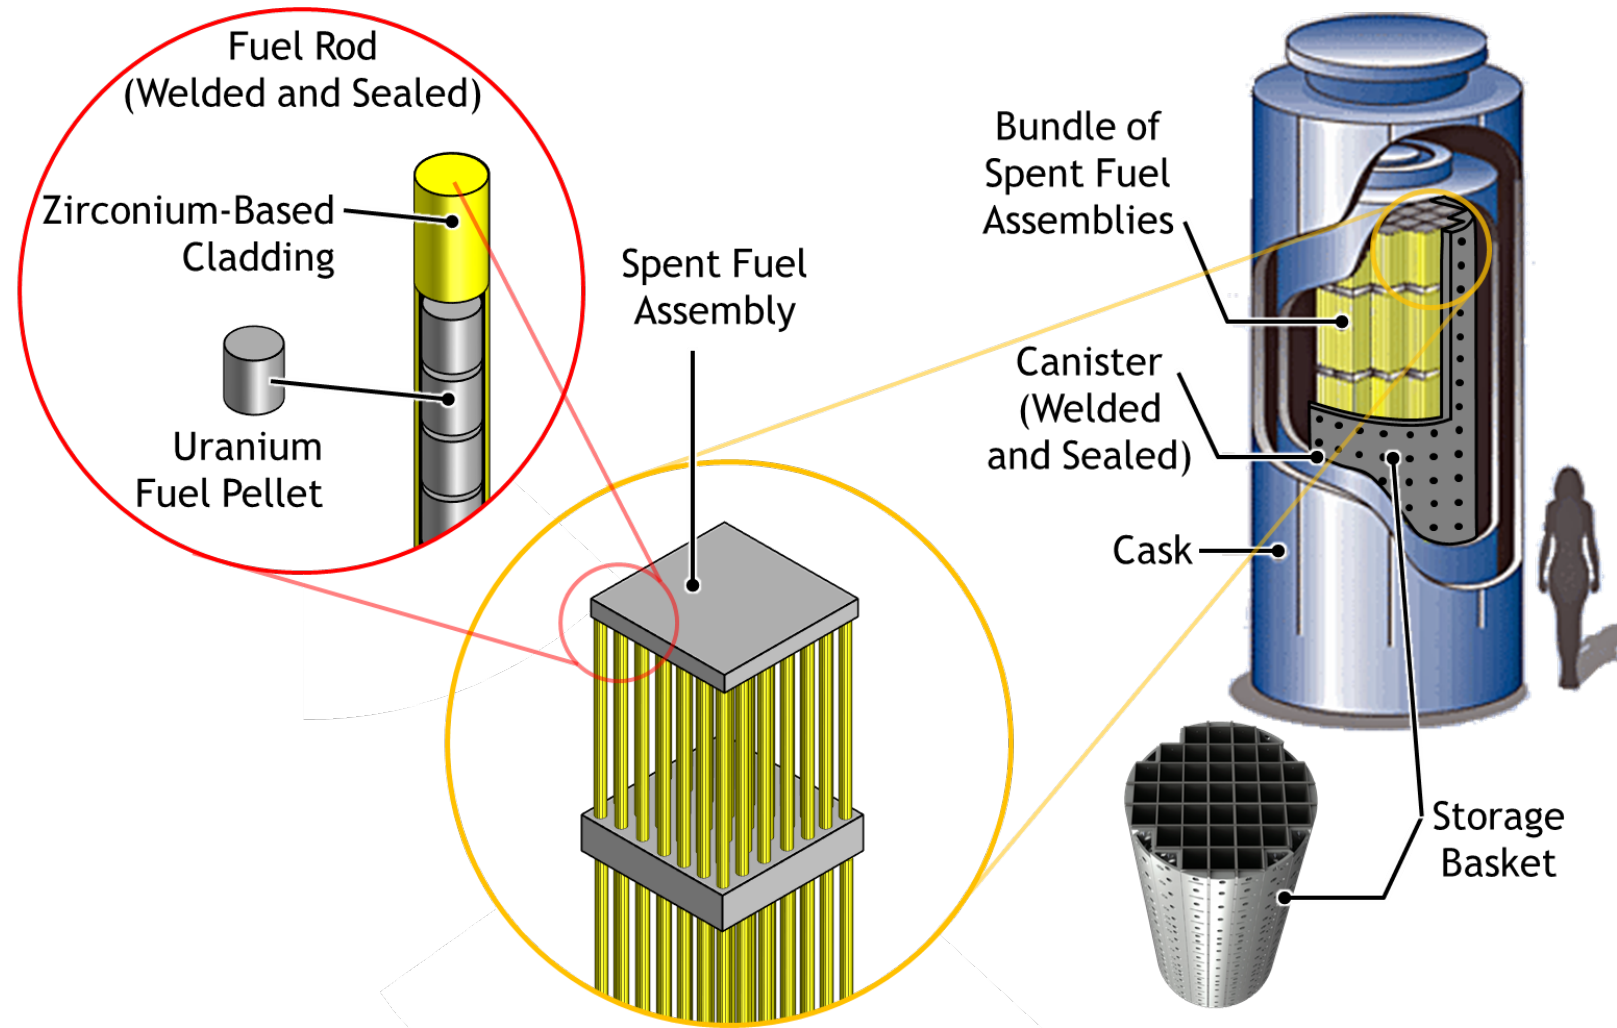 Fuel Rod
(Welded and Sealed)
Zirconium-Based
Cladding
Uranium
Fuel Pellet
Spent Fuel
Assembly
Bundle of
Spent Fuel
Assemblies
Canister
(Welded
and Sealed)
Cask
Storage
Basket